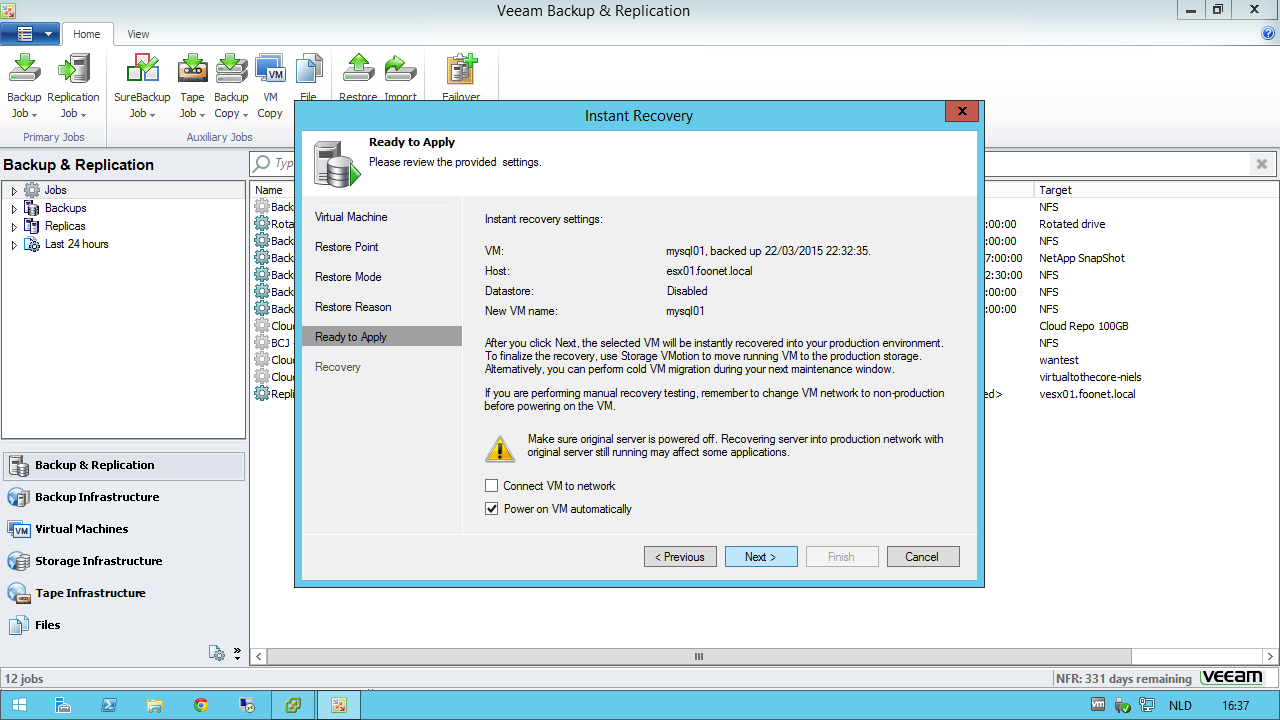 Veeam Backup & Replication
Home
View
Backup Job
Replication Job
SureBackup Job
Tape Job
Backup Copy
VM Copy
File
Restore
Import
Failover
Primary Jobs
Auxiliary Jobs
Backup & Replication
Jobs
Backups
Replicas
Last 24 hours
Backup & Replication
Backup Infrastructure
Virtual Machines
Storage Infrastructure
Tape Infrastructure
Files
Typ
Name
Target
Back
NFS
Rota
:00:00
Rotated drive
Back
:00:00
NFS
Back
7:00:00
NetApp SnapShot
Back
2:30:00
NFS
Back
:00:00
NFS
Back
:00:00
NFS
Cloud
Cloud Repo 100GB
BCJ
NFS
Cloud
wantest
Cloud
virtualtothecore-niels
Repli
ed>
vesx01.foonet.local
Instant Recovery
X
Ready to Apply
Please review the provided settings.
Virtual Machine
Restore Point
Restore Mode
Restore Reason
Ready to Apply
Recovery
Instant recovery settings:
VM: mysql01, backed up 22/03/2015 22:32:35.
Host: esx01.foonet.local
Datastore: Disabled
New VM name: mysql01
After you click Next, the selected VM will be instantly recovered into your production environment.
To finalize the recovery, use Storage VMotion to move running VM to the production storage.
Alternatively, you can perform cold VM migration during your next maintenance window.
If you are performing manual recovery testing, remember to change VM network to non-production
before powering on the VM.
Make sure original server is powered off. Recovering server into production network with
original server still running may affect some applications.
Connect VM to network
Power on VM automatically
< Previous
Next >
Finish
Cancel
12 jobs
NFR: 331 days remaining
veeam
NLD
16:37